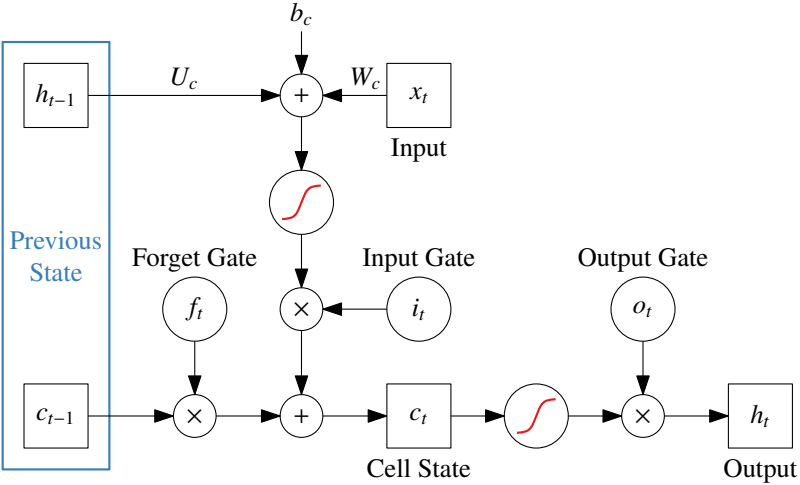 b_c
h_{t−1}
U_c
+
W_c
x_t
Input
Previous
State
Forget Gate
Input Gate
Output Gate
f_t
×
i_t
o_t
c_{t−1}
×
+
c_t
×
h_t
Cell State
Output